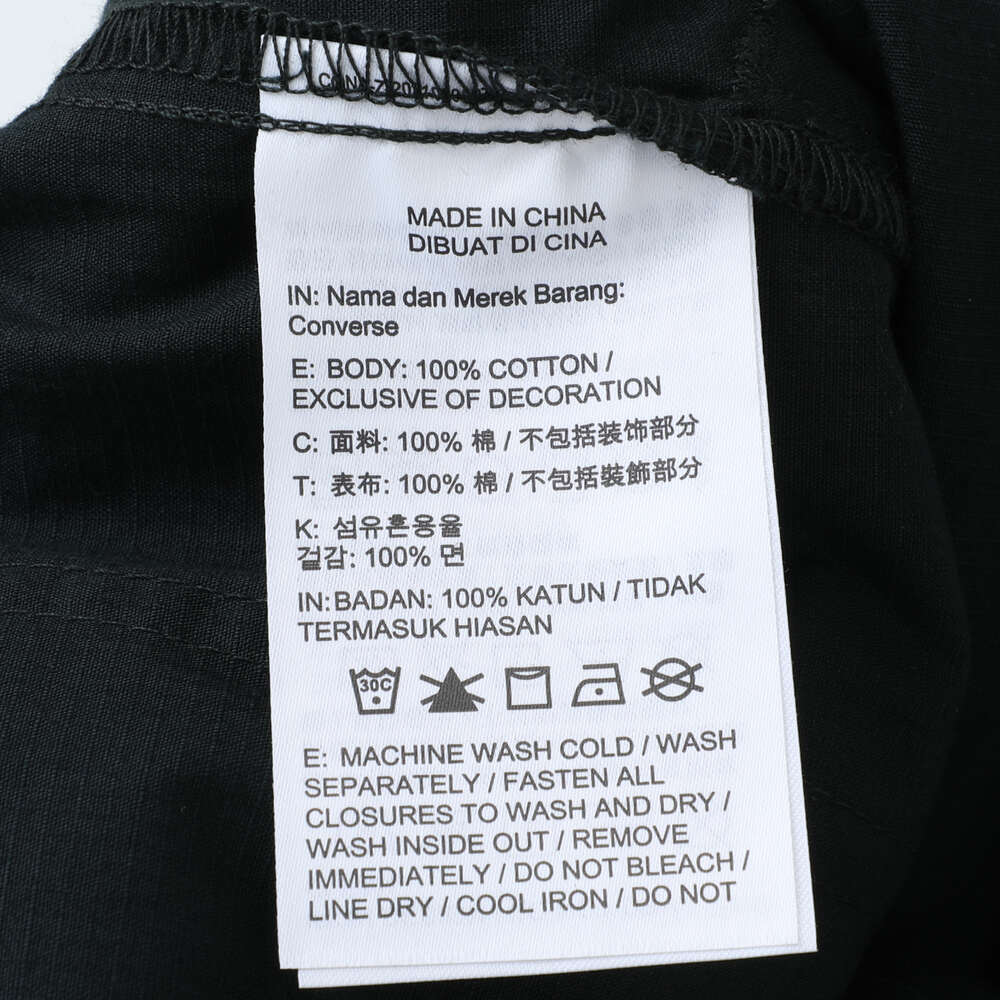 MADE IN CHINA
DIBUAT DI CINA
IN: Nama dan Merek Barang:
Converse
E: BODY: 100% COTTON /
EXCLUSIVE OF DECORATION
C: 面料: 100% 棉 / 不包括装饰部分
T: 表布: 100% 棉 / 不包括裝飾部分
K: 섬유혼용율
겉감: 100% 면
IN: BADAN: 100% KATUN / TIDAK
TERMASUK HIASAN
30C
E: MACHINE WASH COLD / WASH
SEPARATELY / FASTEN ALL
CLOSURES TO WASH AND DRY /
WASH INSIDE OUT / REMOVE
IMMEDIATELY / DO NOT BLEACH /
LINE DRY / COOL IRON / DO NOT